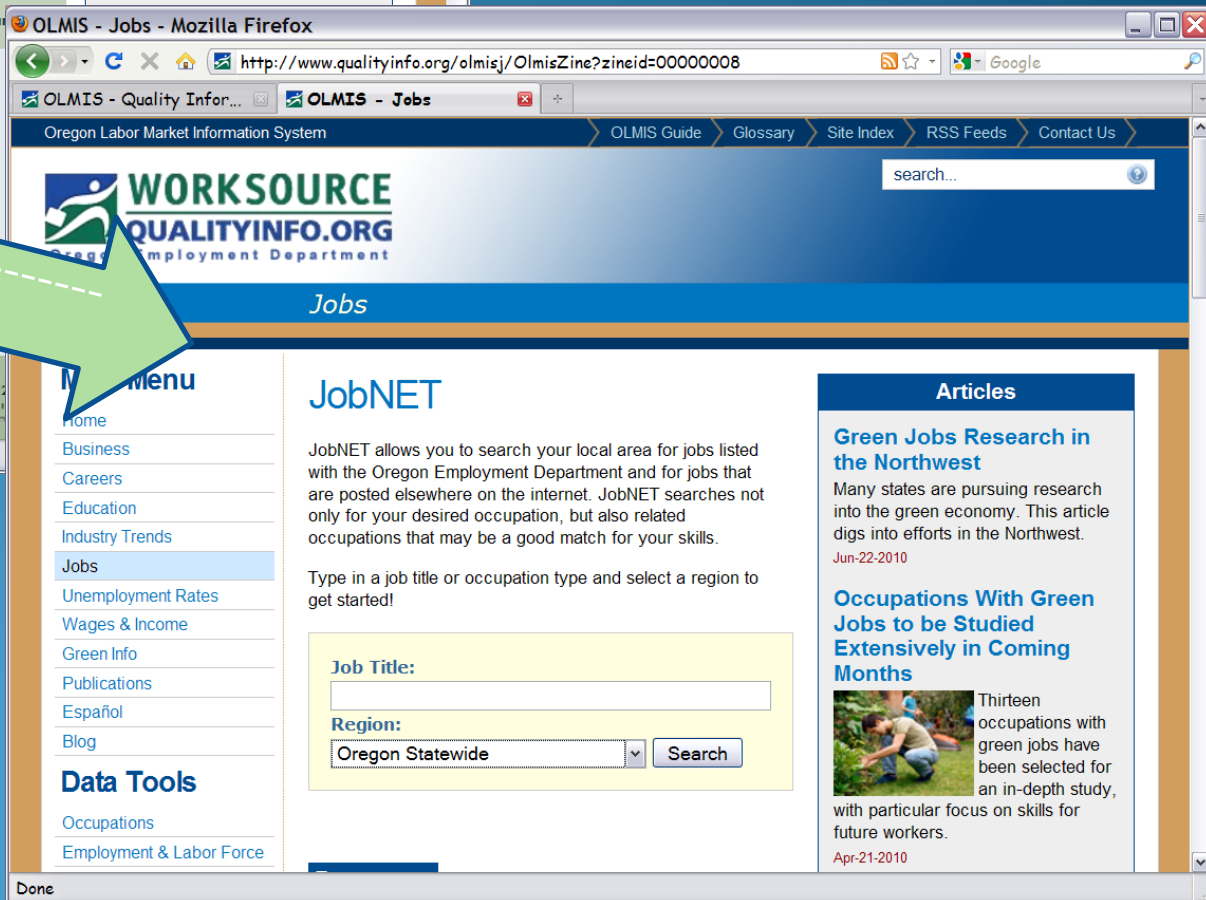 OLMIS - Jobs - Mozilla Firefox
http://www.qualityinfo.org/olmisj/OlmisZine?zineid=00000008
Google
OLMIS - Quality Infor...
OLMIS - Jobs
Oregon Labor Market Information System
OLMIS Guide
Glossary
Site Index
RSS Feeds
Contact Us
WORKSOURCE
QUALITYINFO.ORG
Employment Department
search...
Jobs
Menu
Home
Business
Careers
Education
Industry Trends
Jobs
Unemployment Rates
Wages & Income
Green Info
Publications
Español
Blog
Data Tools
Occupations
Employment & Labor Force
JobNET
JobNET allows you to search your local area for jobs listed
with the Oregon Employment Department and for jobs that
are posted elsewhere on the internet. JobNET searches not
only for your desired occupation, but also related
occupations that may be a good match for your skills.
Type in a job title or occupation type and select a region to
get started!
Job Title:
Region:
Oregon Statewide
Search
Articles
Green Jobs Research in
the Northwest
Many states are pursuing research
into the green economy. This article
digs into efforts in the Northwest.
Jun-22-2010
Occupations With Green
Jobs to be Studied
Extensively in Coming
Months
Thirteen
occupations with
green jobs have
been selected for
an in-depth study,
with particular focus on skills for
future workers.
Apr-21-2010
Done